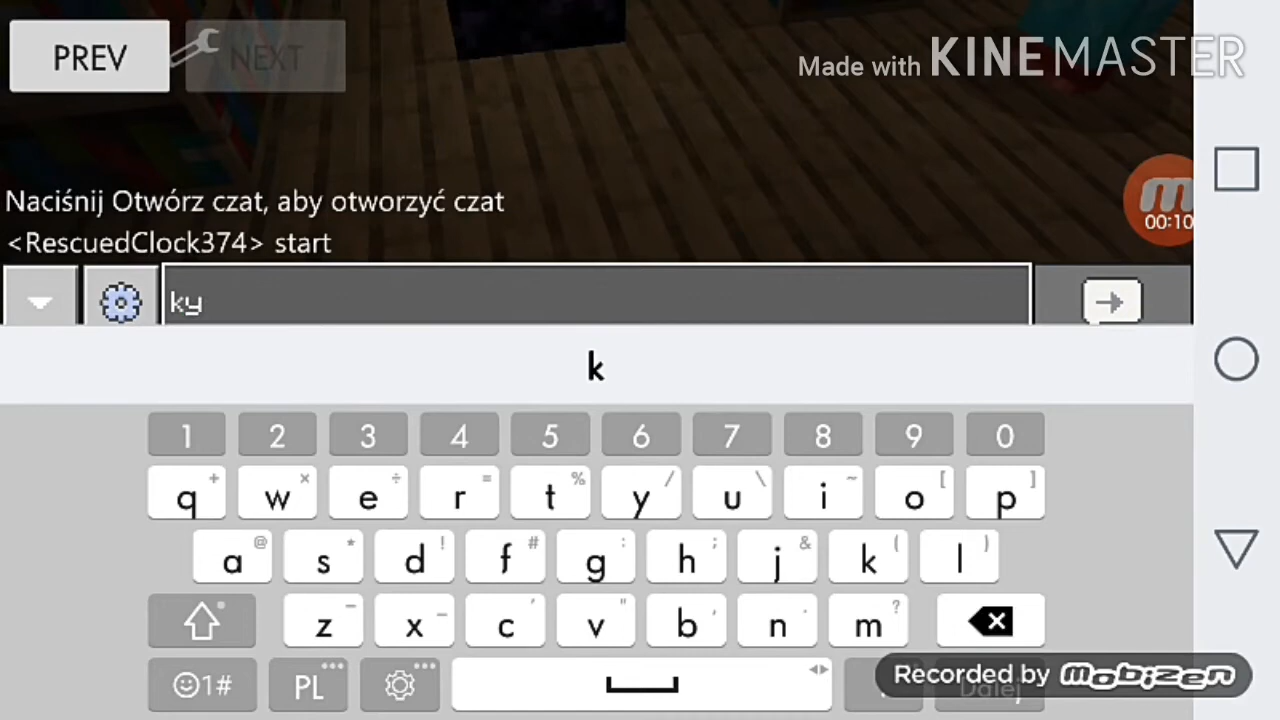 PREV
NEXT
Made with KINEMASTER
Naciśnij Otwórz czat, aby otworzyć czat
00:10
<RescuedClock374> start
ky
k
1 2 3 4 5 6 7 8 9 0
q + w × e ÷ r = t % y / u \ i ~ o [ p ]
a @ s * d ! f # g : h ; j & k ( l )
z - x _ c ' v " b , n . m ?
1# PL
Recorded by mobizen
Dalej